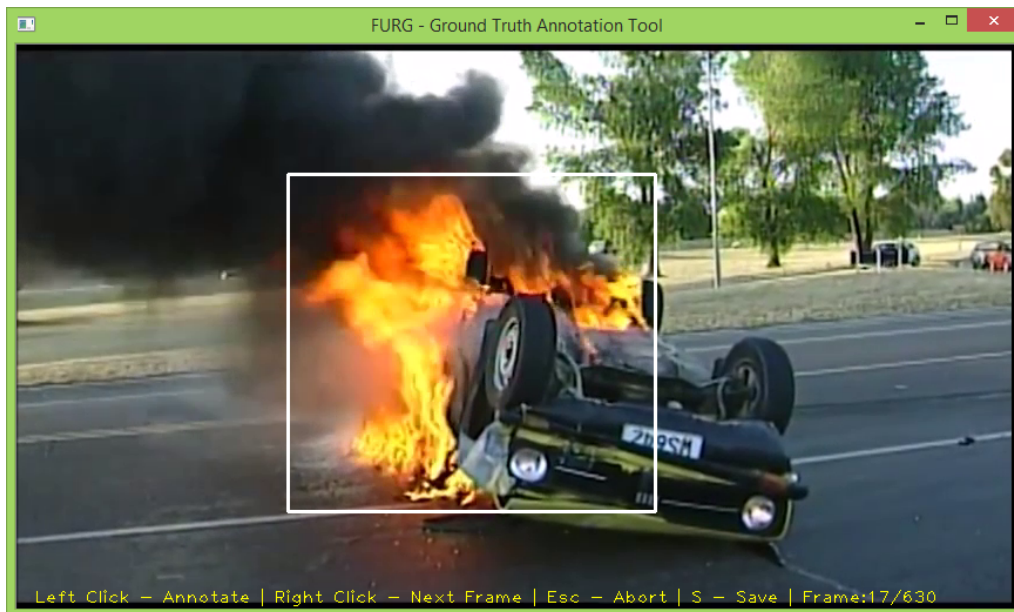 FURG - Ground Truth Annotation Tool
Left Click - Annotate | Right Click - Next Frame | Esc - Abort | S - Save | Frame:17/630